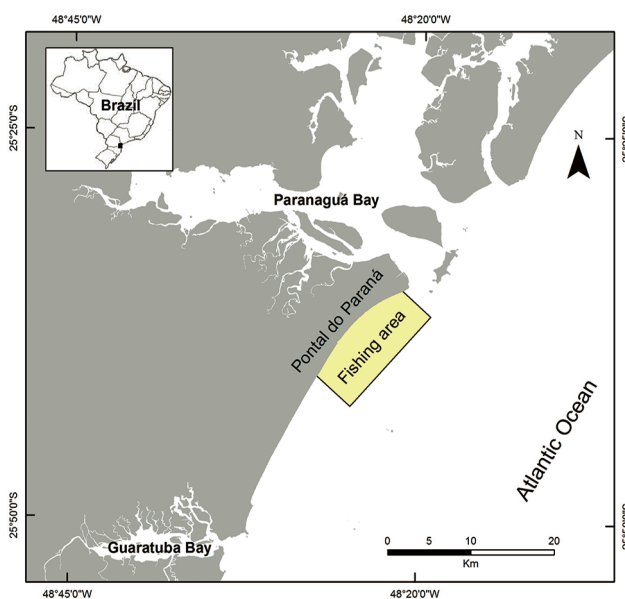 48°45'0"W 48°20'0"W
Brazil
25°25'0"S
N
Paranaguá Bay
Pontal do Paraná
Fishing area
Atlantic Ocean
25°50'0"S
Guaratuba Bay
0 5 10 20
Km
48°45'0"W 48°20'0"W